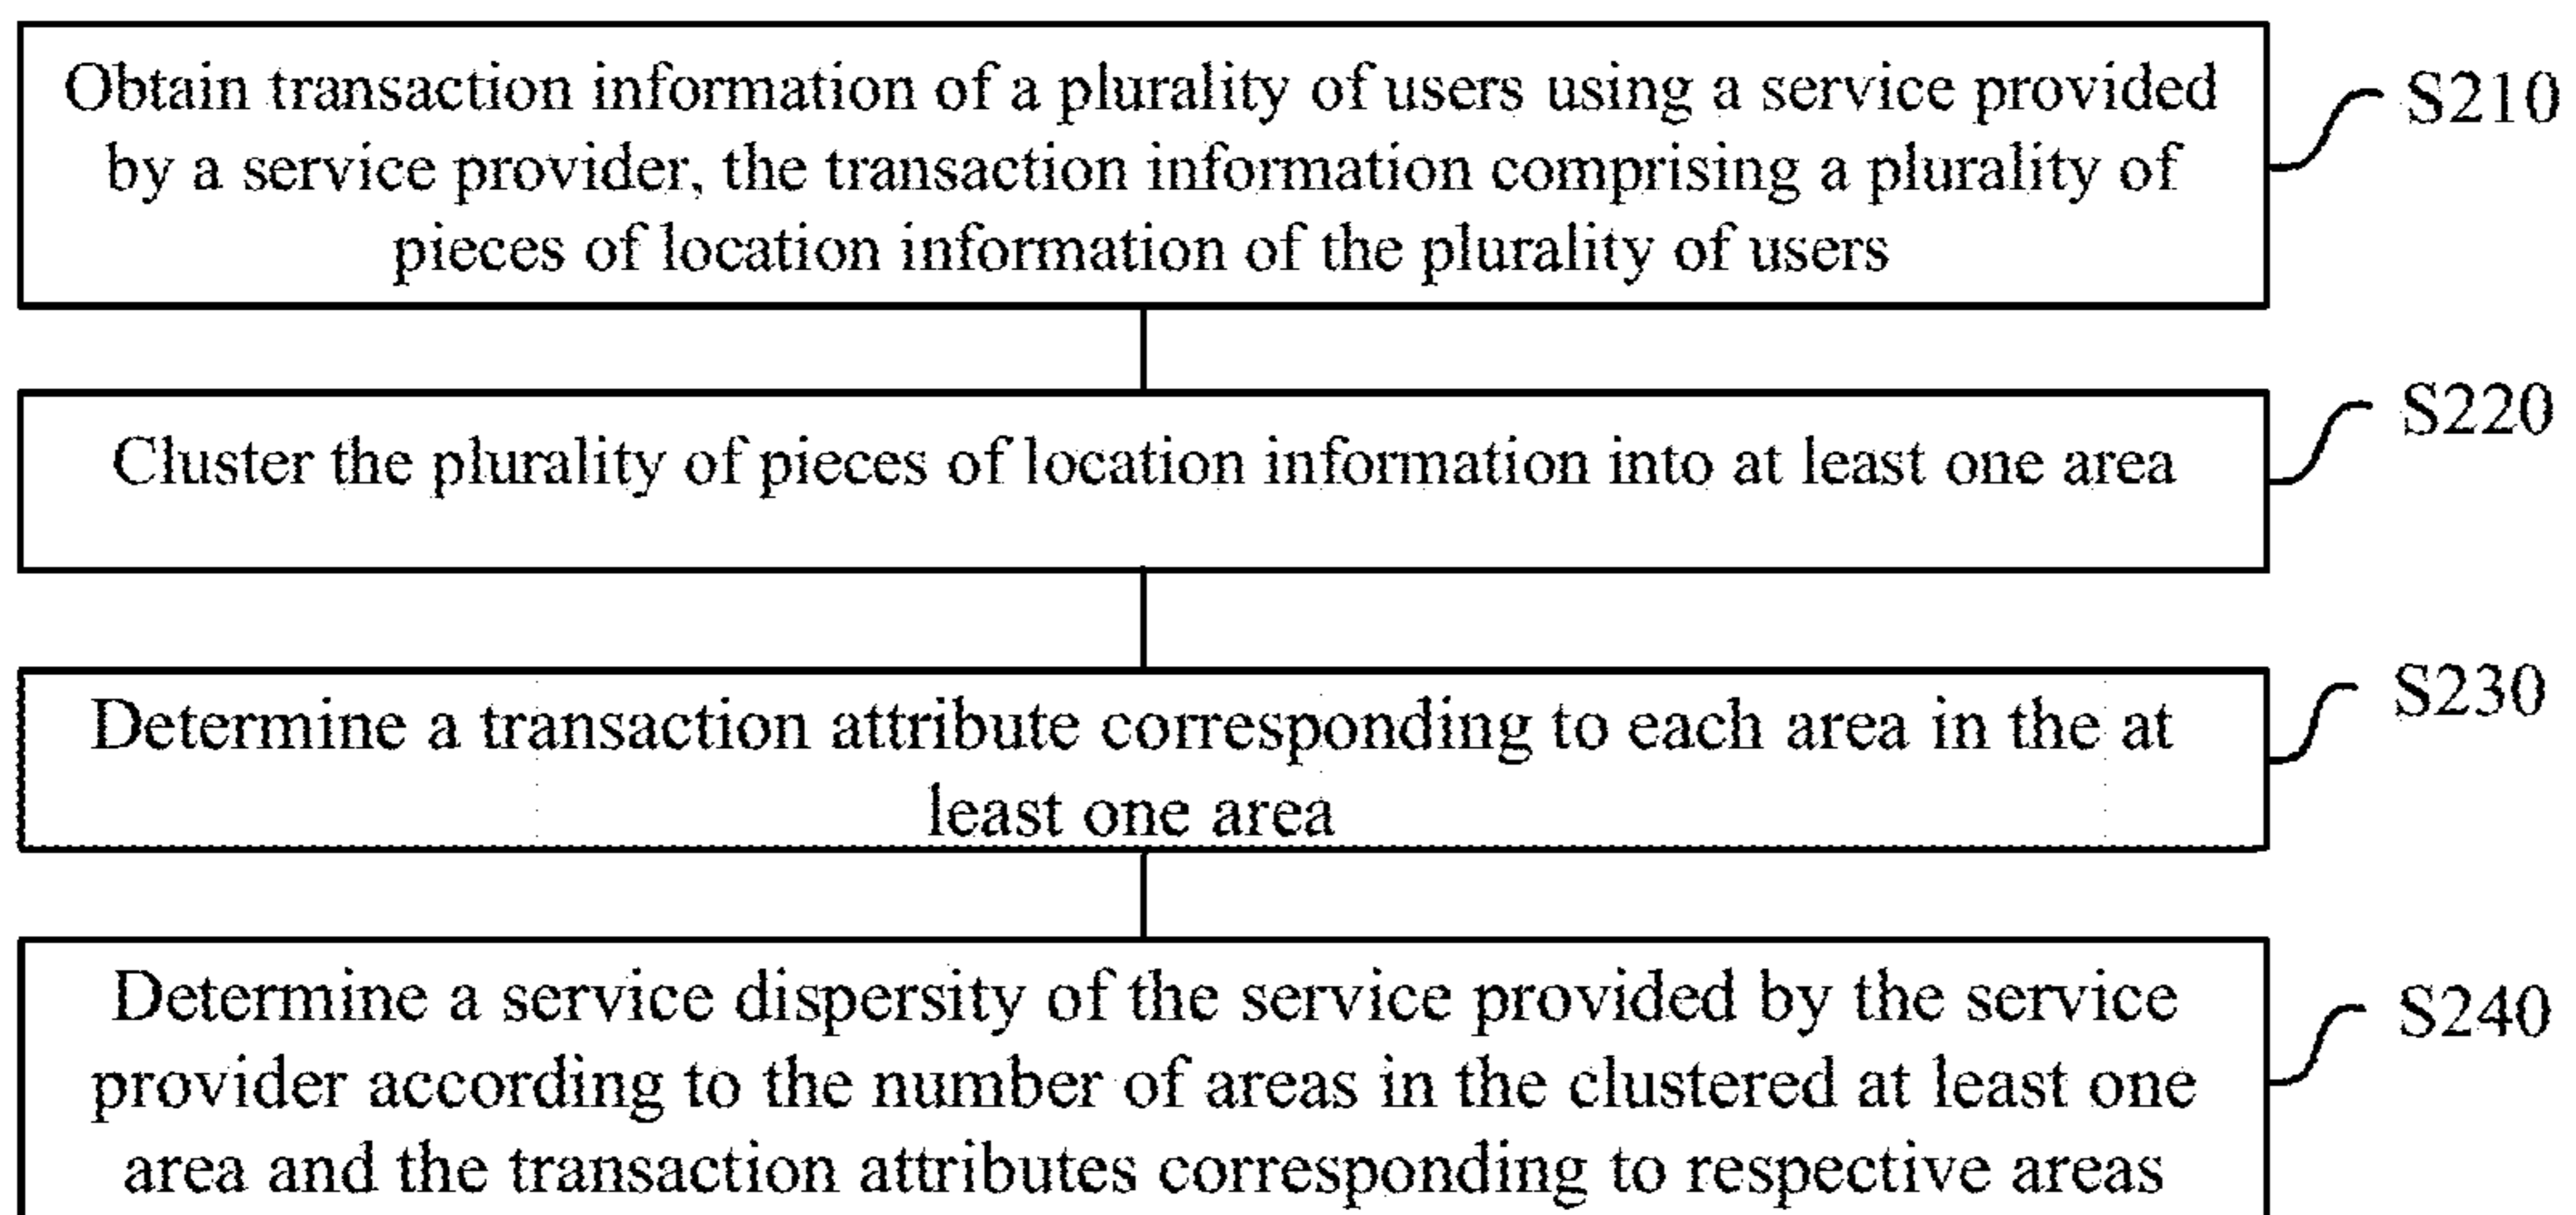 Obtain transaction information of a plurality of users using a service provided
by a service provider, the transaction information comprising a plurality of
pieces of location information of the plurality of users
S210
Cluster the plurality of pieces of location information into at least one area
S220
Determine a transaction attribute corresponding to each area in the at
least one area
S230
Determine a service dispersity of the service provided by the service
provider according to the number of areas in the clustered at least one
area and the transaction attributes corresponding to respective areas
S240